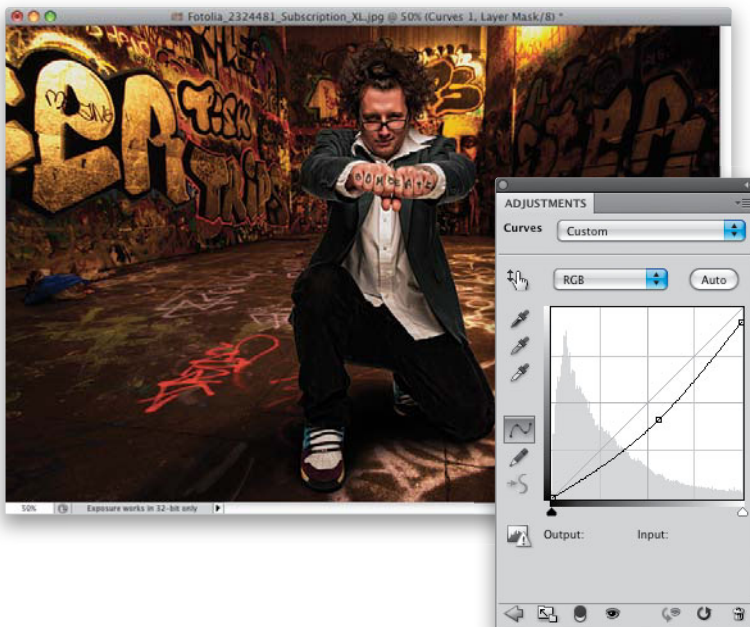 Fotolia_2324481_Subscription_XL.jpg @ 50% (Curves 1, Layer Mask/8) *
TiSK
ADJUSTMENTS
Curves
Custom
RGB
Auto
50%
Exposure works in 32-bit only
Output:
Input: